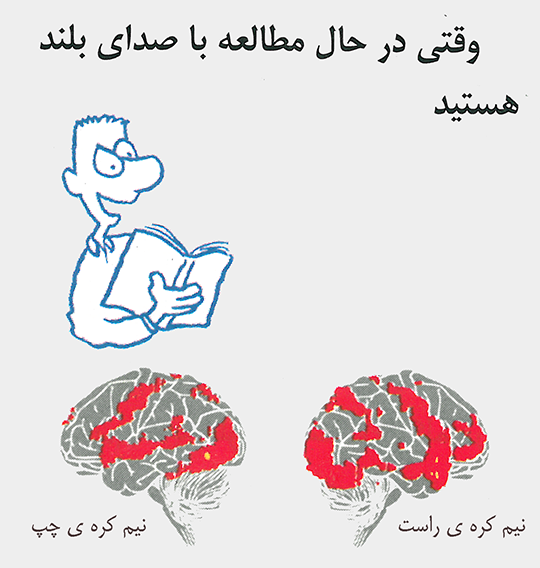 وقتی در حال مطالعه با صدای بلند
هستید
نیم کره ی چپ
نیم کره ی راست